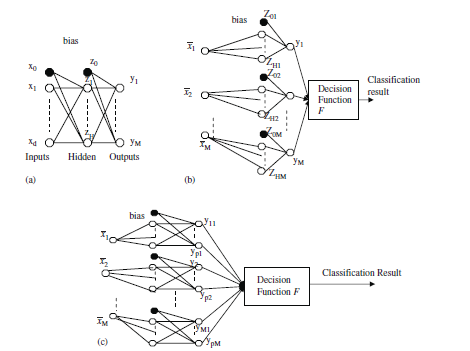 bias
x0
z0
x1
z1
y1
xd
zH
yM
Inputs Hidden Outputs
(a)
bias
Z01
x̅1
y1
ZH1
Z02
x̅2
ZH2
Z0M
x̅M
yM
ZHM
Decision
Function
F
Classification
result
(b)
bias
x̅1
y11
yp1
x̅2
y2
yp2
x̅M
yM1
ypM
Decision
Function F
Classification Result
(c)